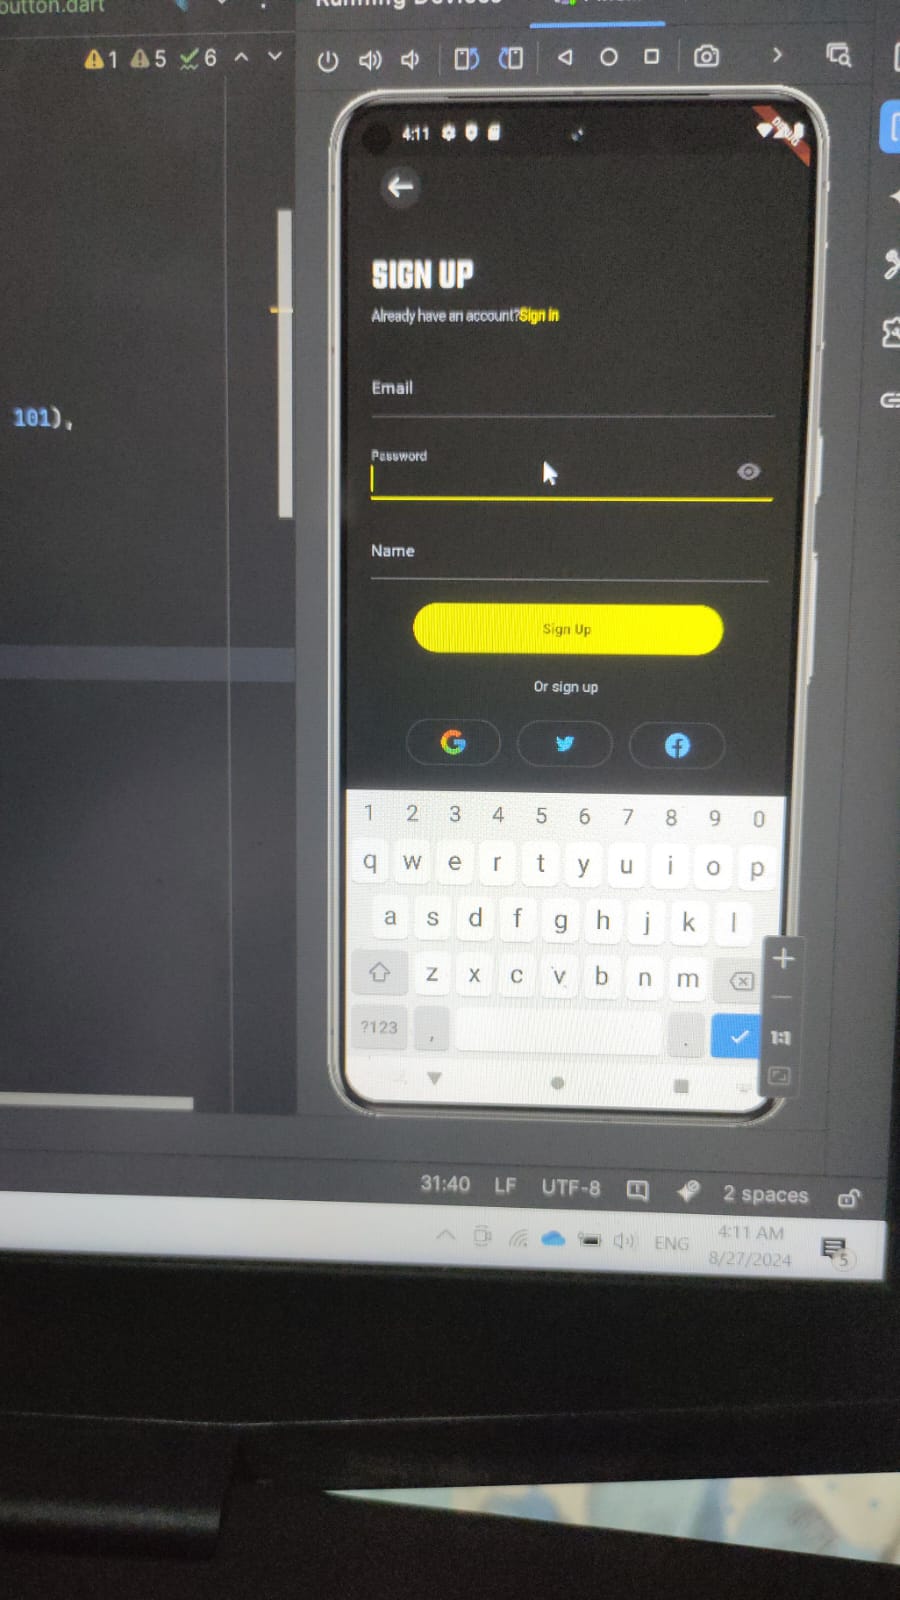 button.dart
Running Devices
1 5 6
101),
4:11
DEBUG
SIGN UP
Already have an account?Sign in
Email
Password
Name
Sign Up
Or sign up
1 2 3 4 5 6 7 8 9 0
q w e r t y u i o p
a s d f g h j k l
z x c v b n m
?123 , .
1:1
31:40 LF UTF-8 2 spaces
ENG 4:11 AM
8/27/2024
5